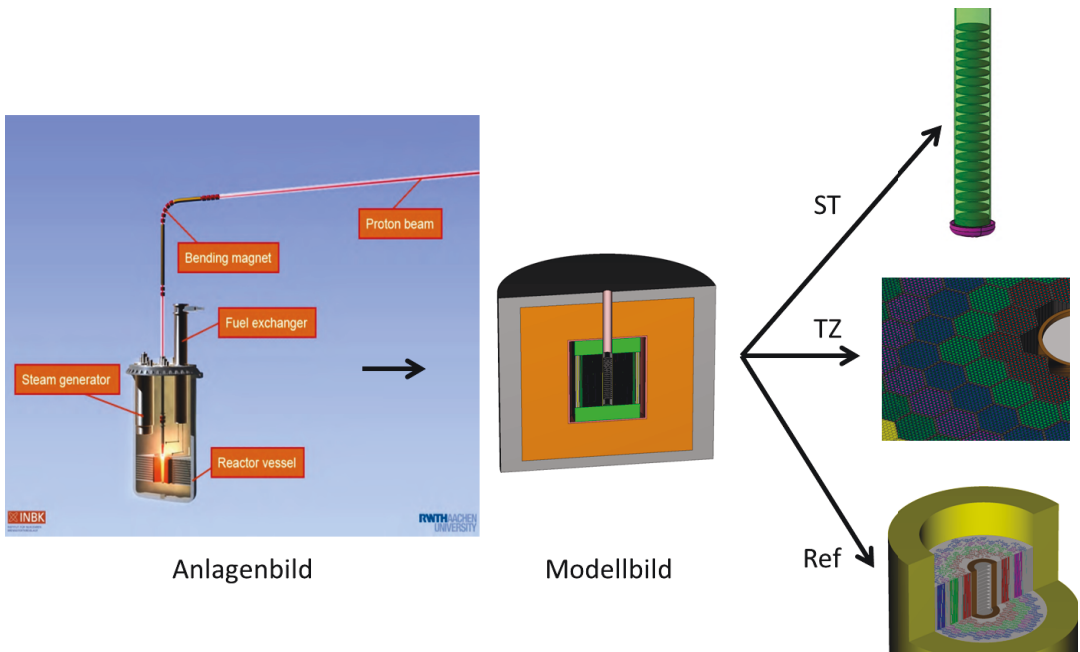 Proton beam
Bending magnet
Fuel exchanger
Steam generator
Reactor vessel
INBK
RWTHAACHEN
UNIVERSITY
Anlagenbild
Modellbild
ST
TZ
Ref